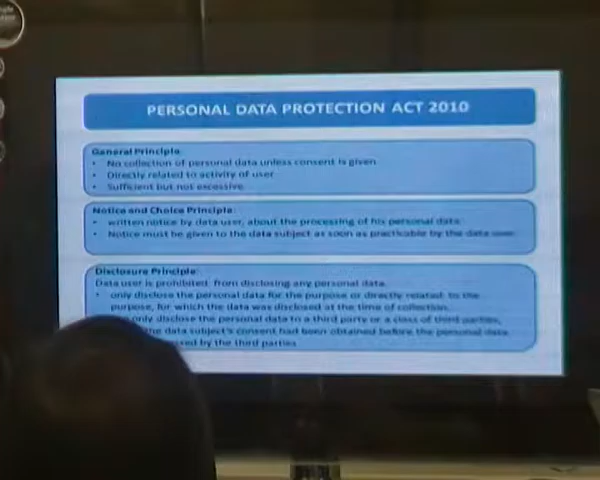 PERSONAL DATA PROTECTION ACT 2010
General Principle:
• No collection of personal data unless consent is given
• Directly related to activity of user
• Sufficient but not excessive
Notice and Choice Principle:
• written notice by data user, about the processing of his personal data
• Notice must be given to the data subject as soon as practicable by the data user
Disclosure Principle:
Data user is prohibited from disclosing any personal data.
• only disclose the personal data for the purpose or directly related to the
purpose, for which the data was disclosed at the time of collection.
only disclose the personal data to a third party or a class of third parties,
the data subject's consent had been obtained before the personal data
by the third parties